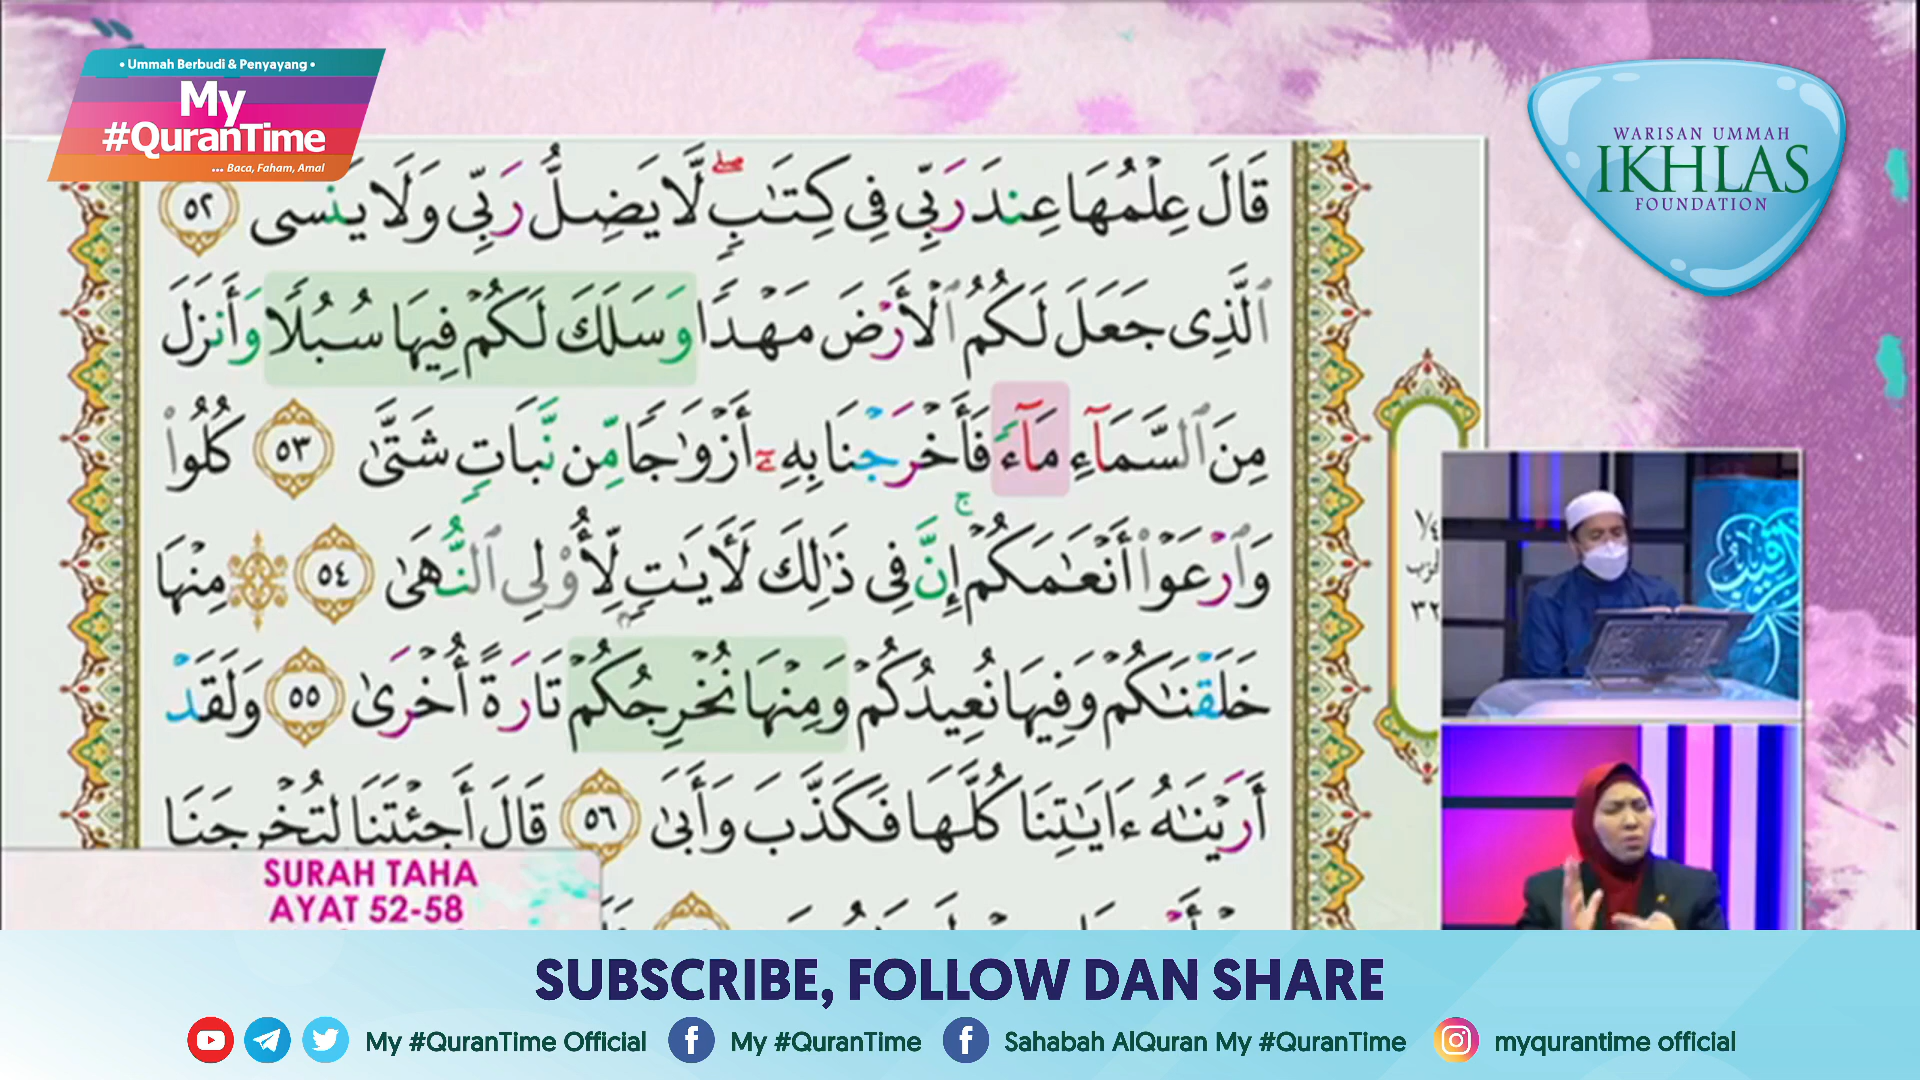 • Ummah Berbudi & Penyayang •
My
#QuranTime
... Baca, Faham, Amal
WARISAN UMMAH
IKHLAS
FOUNDATION
قَالَ عِلْمُهَا عِندَ رَبِّى فِى كِتَـٰبٍ ۖ لَّا يَضِلُّ رَبِّى وَلَا يَنسَى ٥٢
ٱلَّذِى جَعَلَ لَكُمُ ٱلْأَرْضَ مَهْدًا وَسَلَكَ لَكُمْ فِيهَا سُبُلًا وَأَنزَلَ
مِنَ ٱلسَّمَآءِ مَآءً فَأَخْرَجْنَا بِهِۦٓ أَزْوَٰجًا مِّن نَّبَاتٍ شَتَّىٰ ٥٣ كُلُوا۟
وَٱرْعَوْا۟ أَنْعَـٰمَكُمْ ۚ إِنَّ فِى ذَٰلِكَ لَـَٔايَـٰتٍ لِّأُو۟لِى ٱلنُّهَىٰ ٥٤ ۞ مِنْهَا
خَلَقْنَـٰكُمْ وَفِيهَا نُعِيدُكُمْ وَمِنْهَا نُخْرِجُكُمْ تَارَةً أُخْرَىٰ ٥٥ وَلَقَدْ
أَرَيْنَـٰهُ ءَايَـٰتِنَا كُلَّهَا فَكَذَّبَ وَأَبَىٰ ٥٦ قَالَ أَجِئْتَنَا لِتُخْرِجَنَا
٣٢
SURAH TAHA
AYAT 52-58
SUBSCRIBE, FOLLOW DAN SHARE
My #QuranTime Official My #QuranTime Sahabah AlQuran My #QuranTime myqurantime official